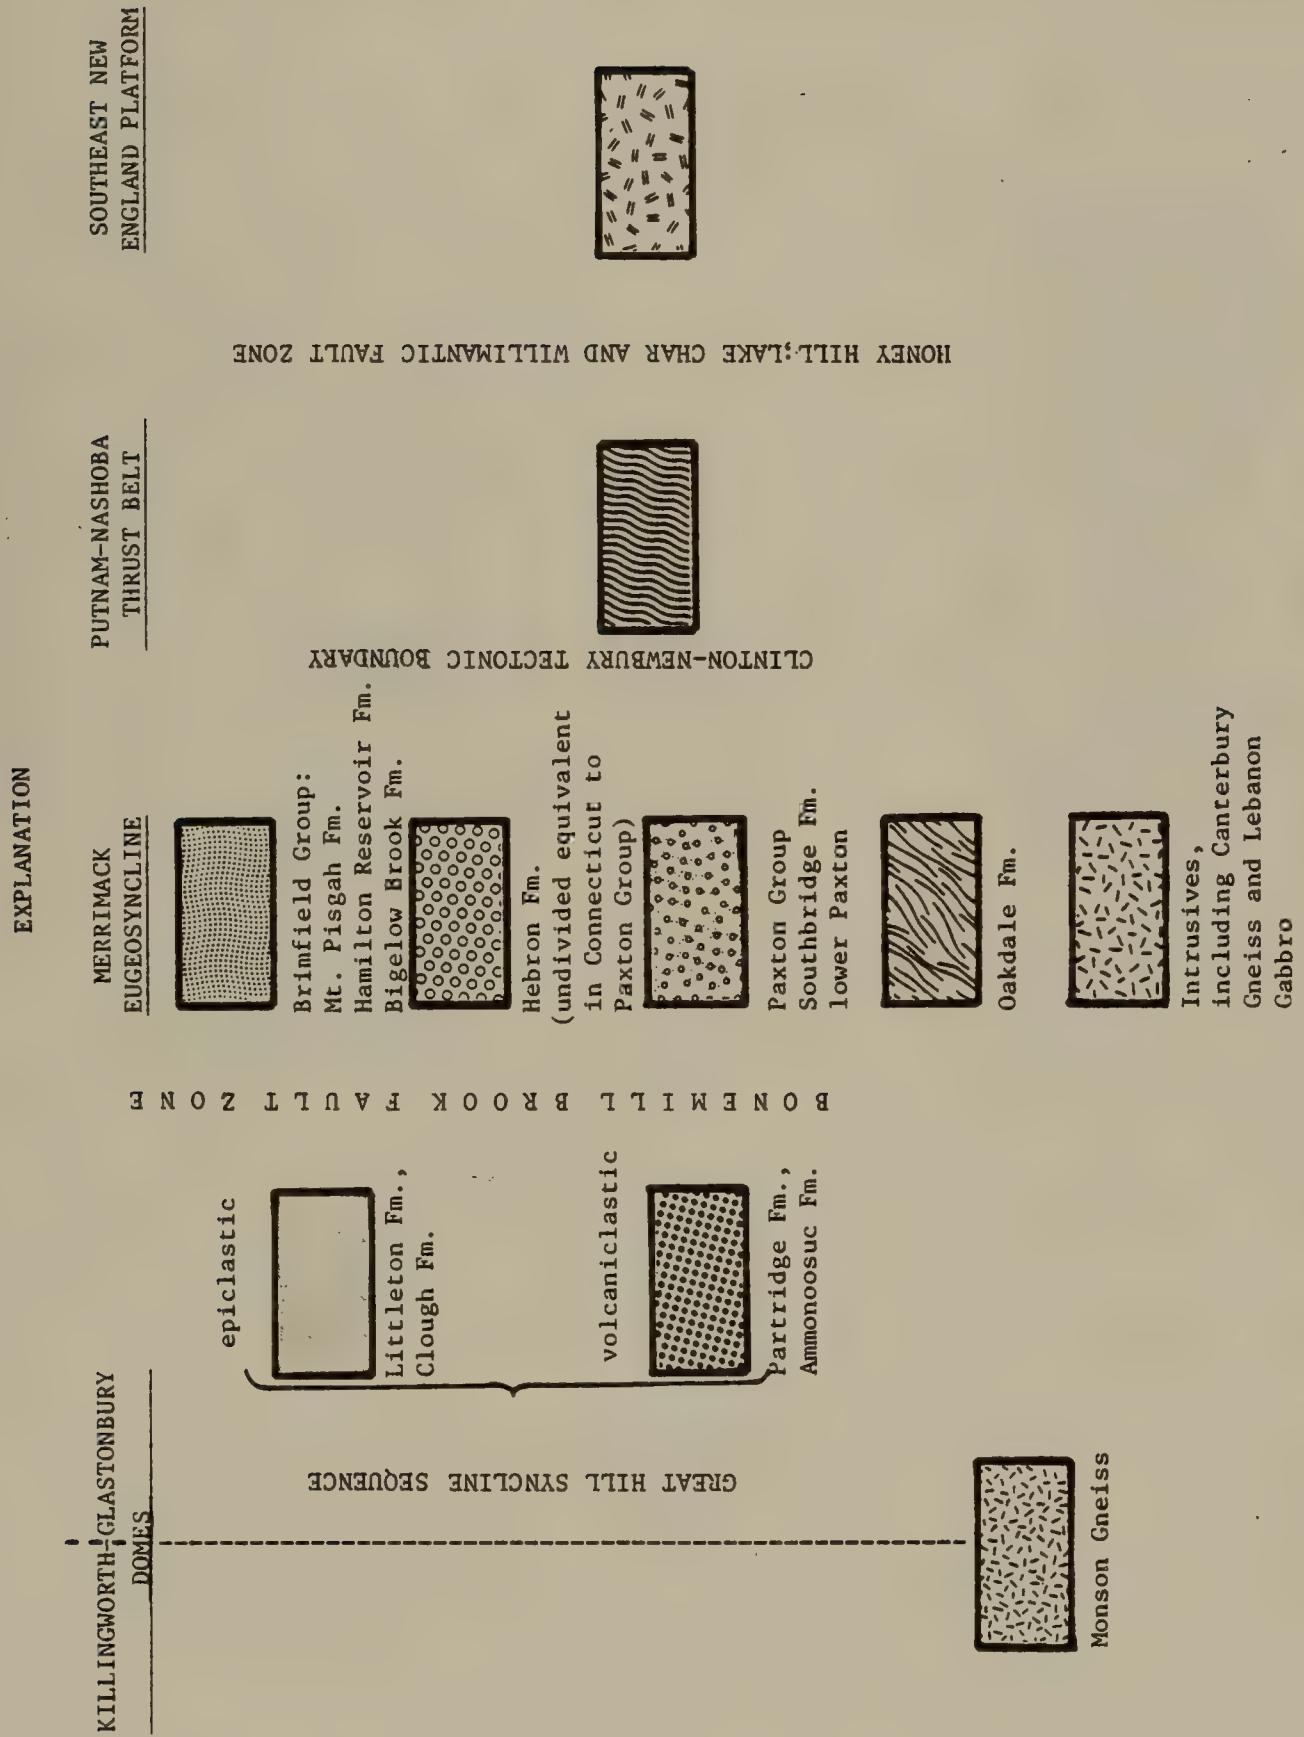 EXPLANATION
KILLINGWORTH-GLASTONBURY
DOMES
GREAT HILL SYNCLINE SEQUENCE
epiclastic
Littleton Fm.,
Clough Fm.
volcaniclastic
Partridge Fm.,
Ammonoosuc Fm.
Monson Gneiss
BONEMILL BROOK FAULT ZONE
MERRIMACK
EUGEOSYNCLINE
Brimfield Group:
Mt. Pisgah Fm.
Hamilton Reservoir Fm.
Bigelow Brook Fm.
Hebron Fm.
(undivided equivalent
in Connecticut to
Paxton Group)
Paxton Group
Southbridge Fm.
lower Paxton
Oakdale Fm.
Intrusives,
including Canterbury
Gneiss and Lebanon
Gabbro
CLINTON-NEWBURY TECTONIC BOUNDARY
PUTNAM-NASHOBA
THRUST BELT
HONEY HILL;LAKE CHAR AND WILLIMANTIC FAULT ZONE
SOUTHEAST NEW
ENGLAND PLATFORM